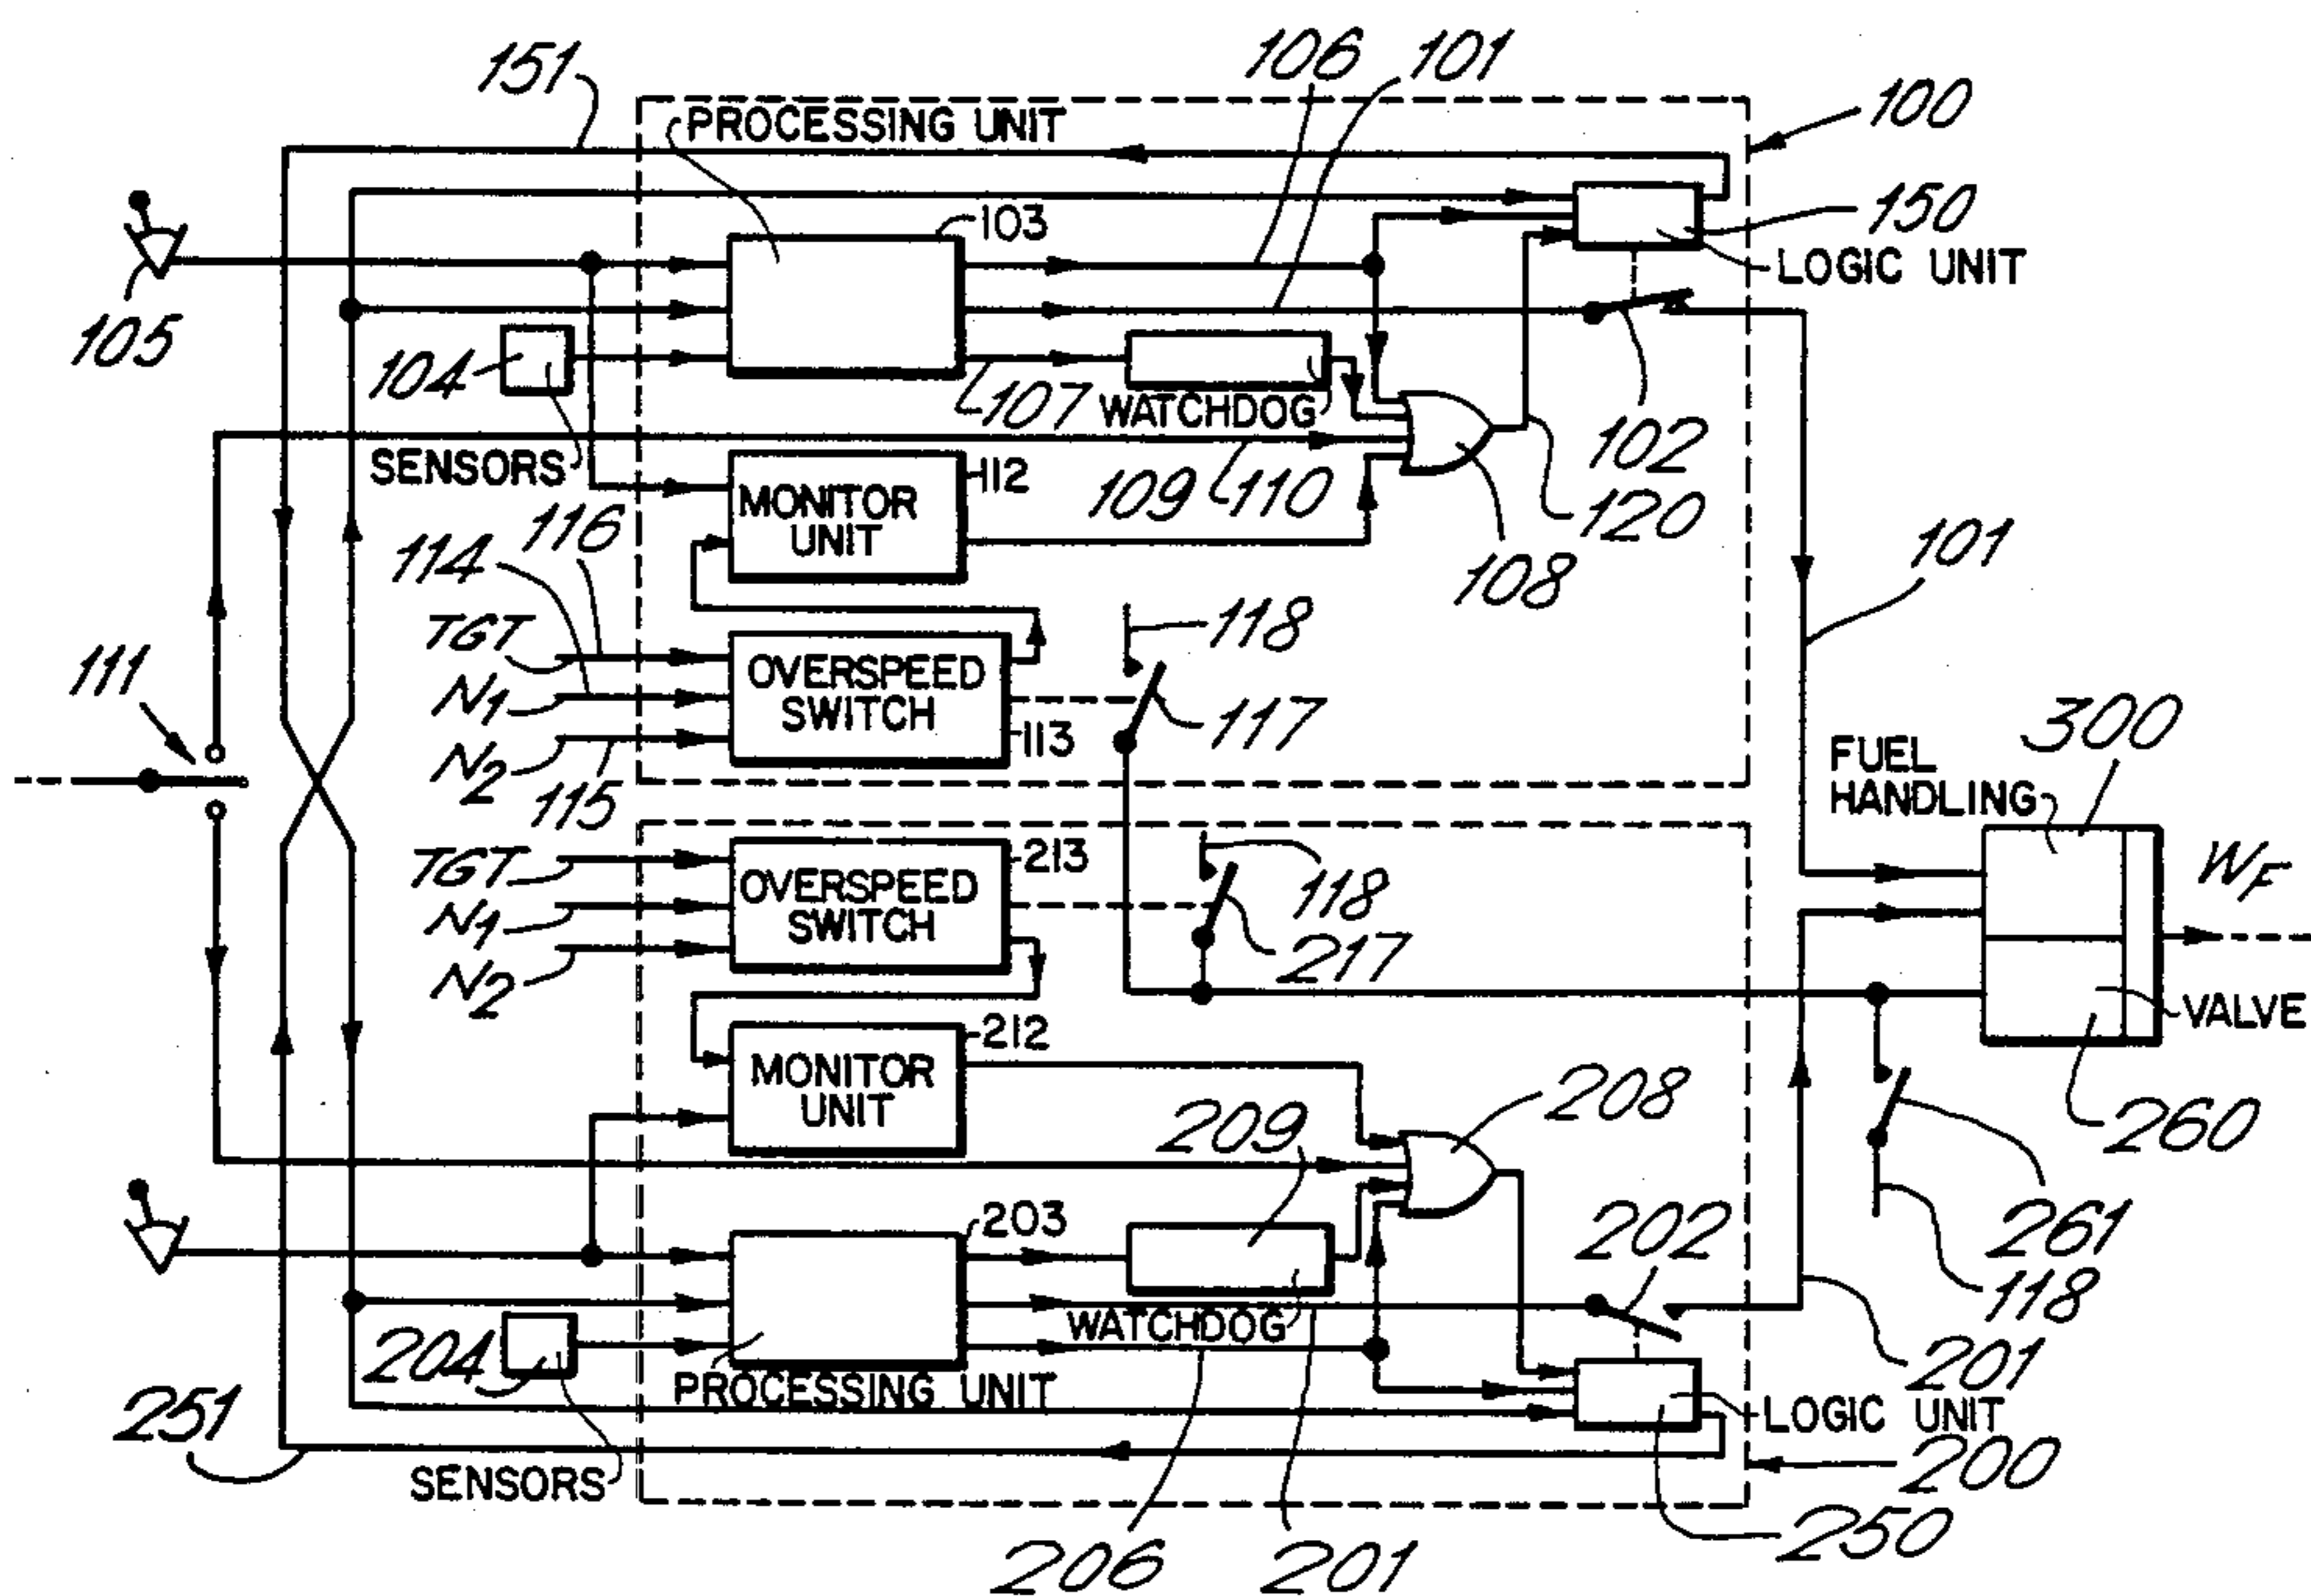 151
106
101
100
PROCESSING UNIT
103
150
LOGIC UNIT
105
104
107
WATCHDOG
102
SENSORS
112
MONITOR
UNIT
109
110
120
108
101
116
114
TGT
N1
N2
115
OVERSPEED
SWITCH
113
118
117
111
FUEL
HANDLING
300
WF
TGT
N1
N2
OVERSPEED
SWITCH
213
118
217
VALVE
260
MONITOR
UNIT
212
209
208
203
202
261
118
WATCHDOG
204
PROCESSING UNIT
201
LOGIC UNIT
251
SENSORS
200
206
201
250